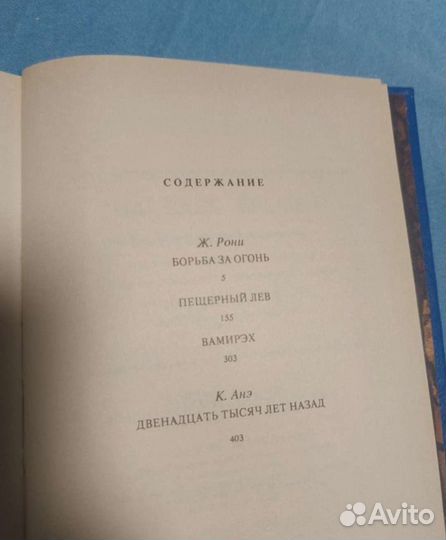 СОДЕРЖАНИЕ
Ж. Рони
БОРЬБА ЗА ОГОНЬ
5
ПЕЩЕРНЫЙ ЛЕВ
155
ВАМИРЭХ
303
К. Анэ
ДВЕНАДЦАТЬ ТЫСЯЧ ЛЕТ НАЗАД
403
Avito